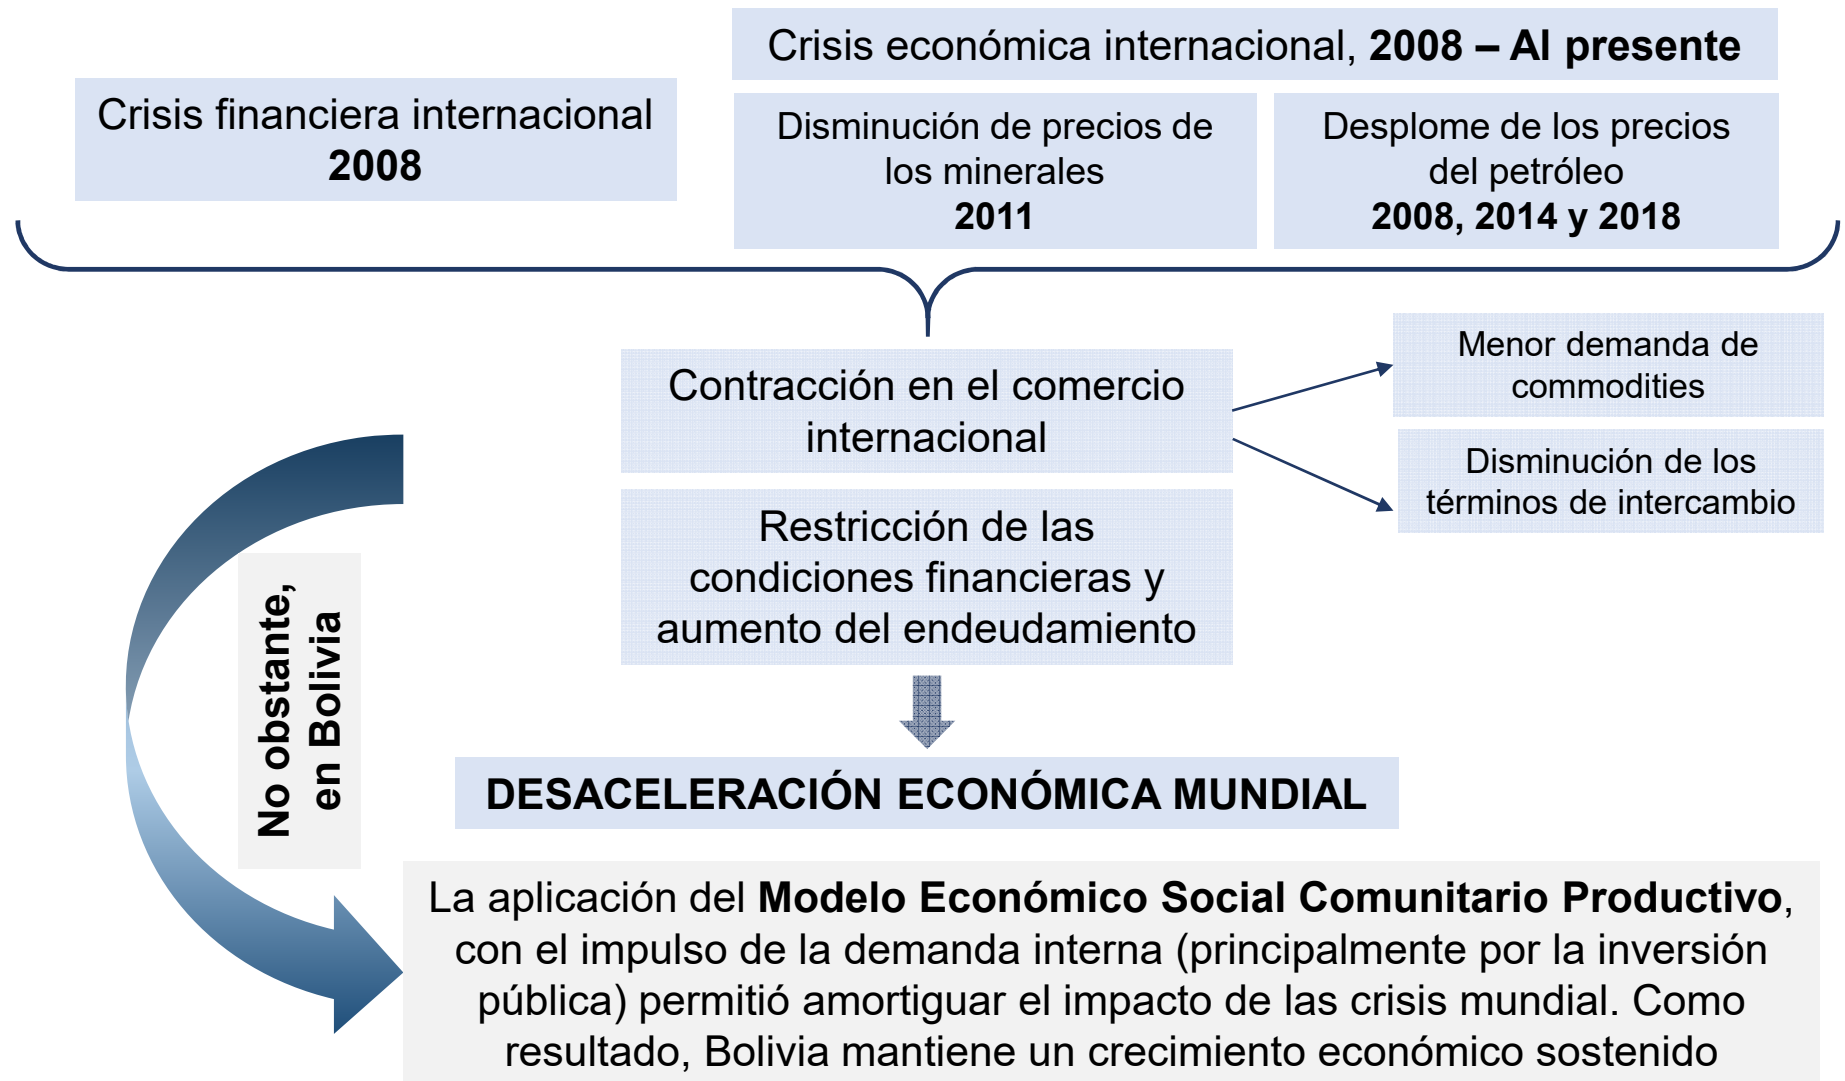 Crisis financiera internacional
2008
Crisis económica internacional, 2008 – Al presente
Disminución de precios de
los minerales
2011
Desplome de los precios
del petróleo
2008, 2014 y 2018
Contracción en el comercio
internacional
Menor demanda de
commodities
Disminución de los
términos de intercambio
Restricción de las
condiciones financieras y
aumento del endeudamiento
No obstante,
en Bolivia
DESACELERACIÓN ECONÓMICA MUNDIAL
La aplicación del Modelo Económico Social Comunitario Productivo,
con el impulso de la demanda interna (principalmente por la inversión
pública) permitió amortiguar el impacto de las crisis mundial. Como
resultado, Bolivia mantiene un crecimiento económico sostenido